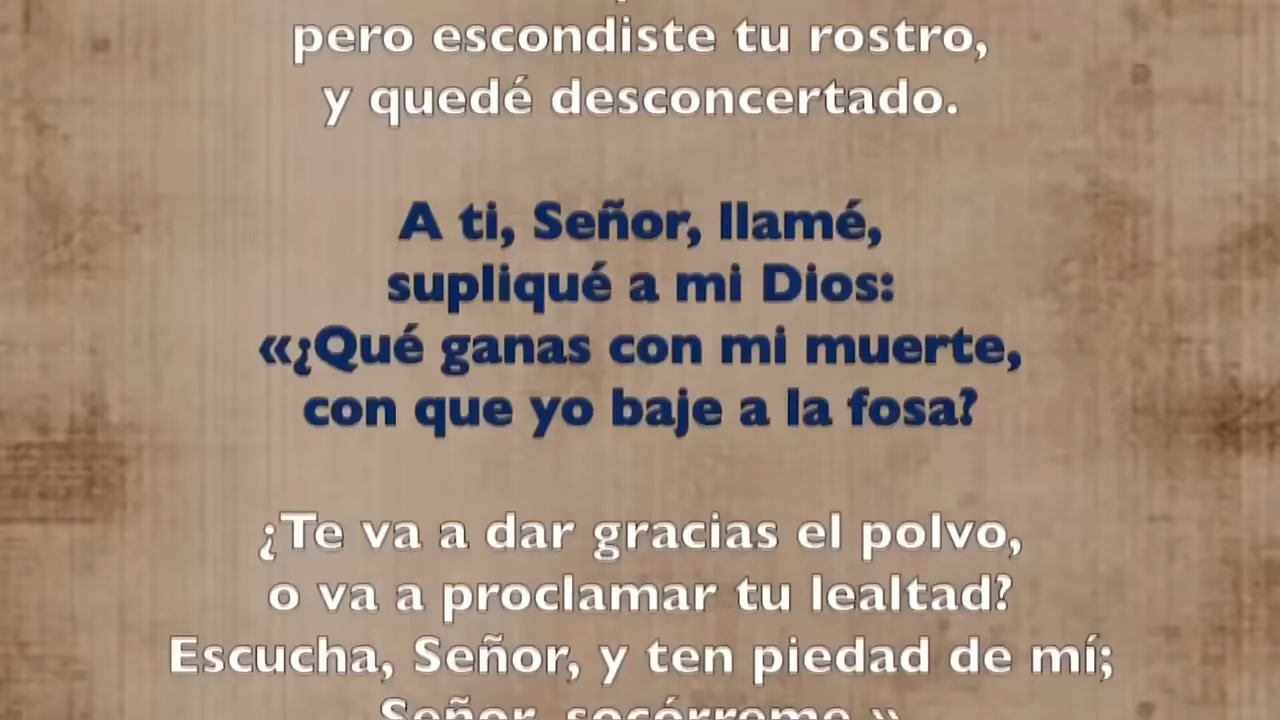 pero escondiste tu rostro,
y quedé desconcertado.
A ti, Señor, llamé,
supliqué a mi Dios:
«¿Qué ganas con mi muerte,
con que yo baje a la fosa?
¿Te va a dar gracias el polvo,
o va a proclamar tu lealtad?
Escucha, Señor, y ten piedad de mí;
Señor, socórreme.»